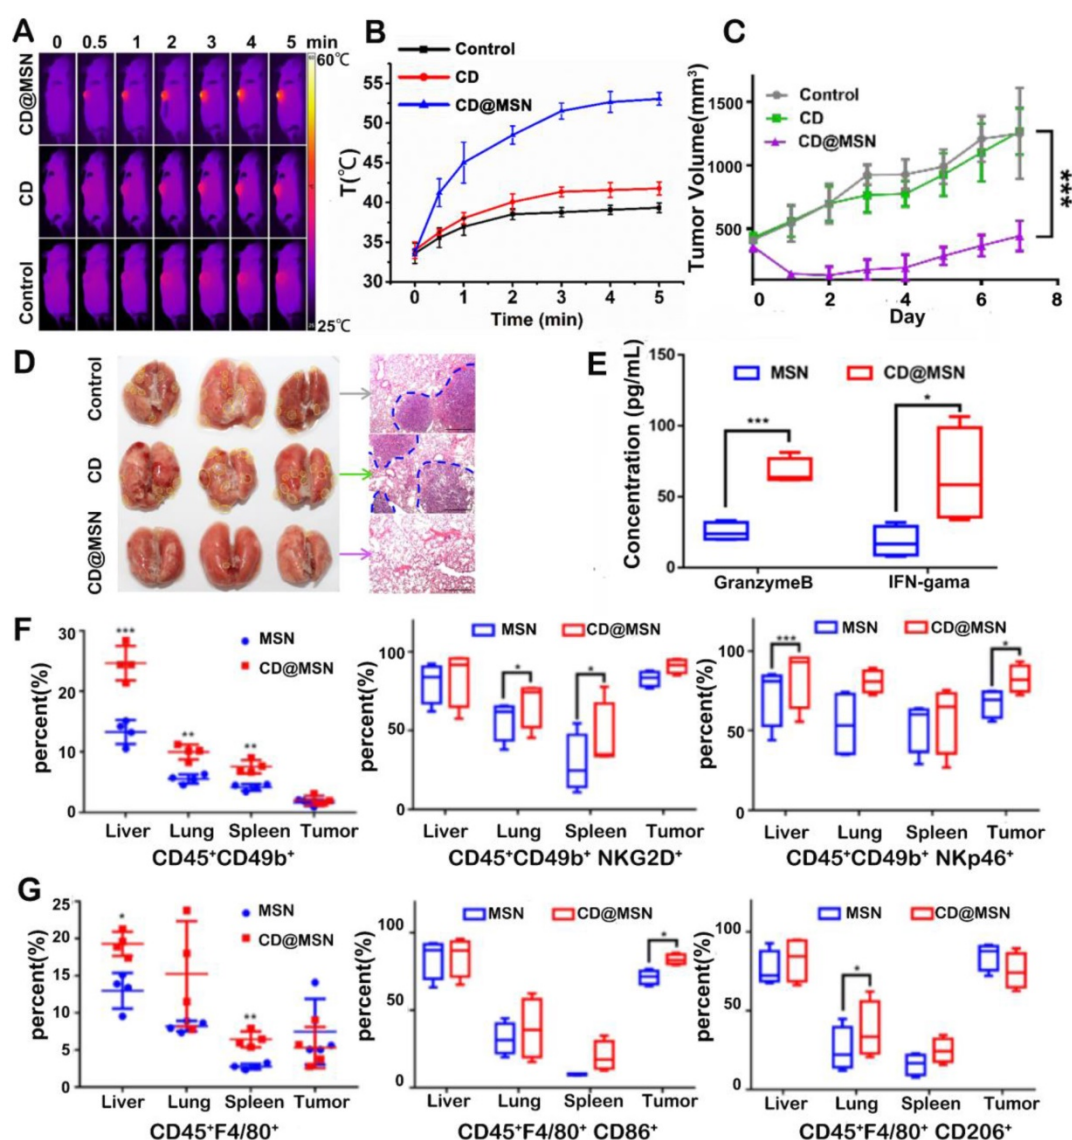 A
0 0.5 1 2 3 4 5 min
60℃
CD@MSN
CD
Control
25℃
B
Control
CD
CD@MSN
T(℃)
55
50
45
40
35
30
0 1 2 3 4 5
Time (min)
C
Control
CD
CD@MSN
Tumor Volume(mm³)
1500
1000
500
***
0 2 4 6 8
Day
D
Control
CD
CD@MSN
E
MSN CD@MSN
Concentration (pg/mL)
150
100
50
0
*** *
GranzymeB IFN-gama
F
MSN
CD@MSN
percent(%)
30
20
10
0
*** ** **
Liver Lung Spleen Tumor
CD45⁺CD49b⁺
MSN CD@MSN
percent(%)
100
50
0
* *
Liver Lung Spleen Tumor
CD45⁺CD49b⁺ NKG2D⁺
MSN CD@MSN
percent(%)
100
50
0
*** *
Liver Lung Spleen Tumor
CD45⁺CD49b⁺ NKp46⁺
G
MSN
CD@MSN
percent(%)
25
20
15
10
5
0
* **
Liver Lung Spleen Tumor
CD45⁺F4/80⁺
MSN CD@MSN
percent(%)
100
50
0
*
Liver Lung Spleen Tumor
CD45⁺F4/80⁺ CD86⁺
MSN CD@MSN
percent(%)
100
50
0
*
Liver Lung Spleen Tumor
CD45⁺F4/80⁺ CD206⁺